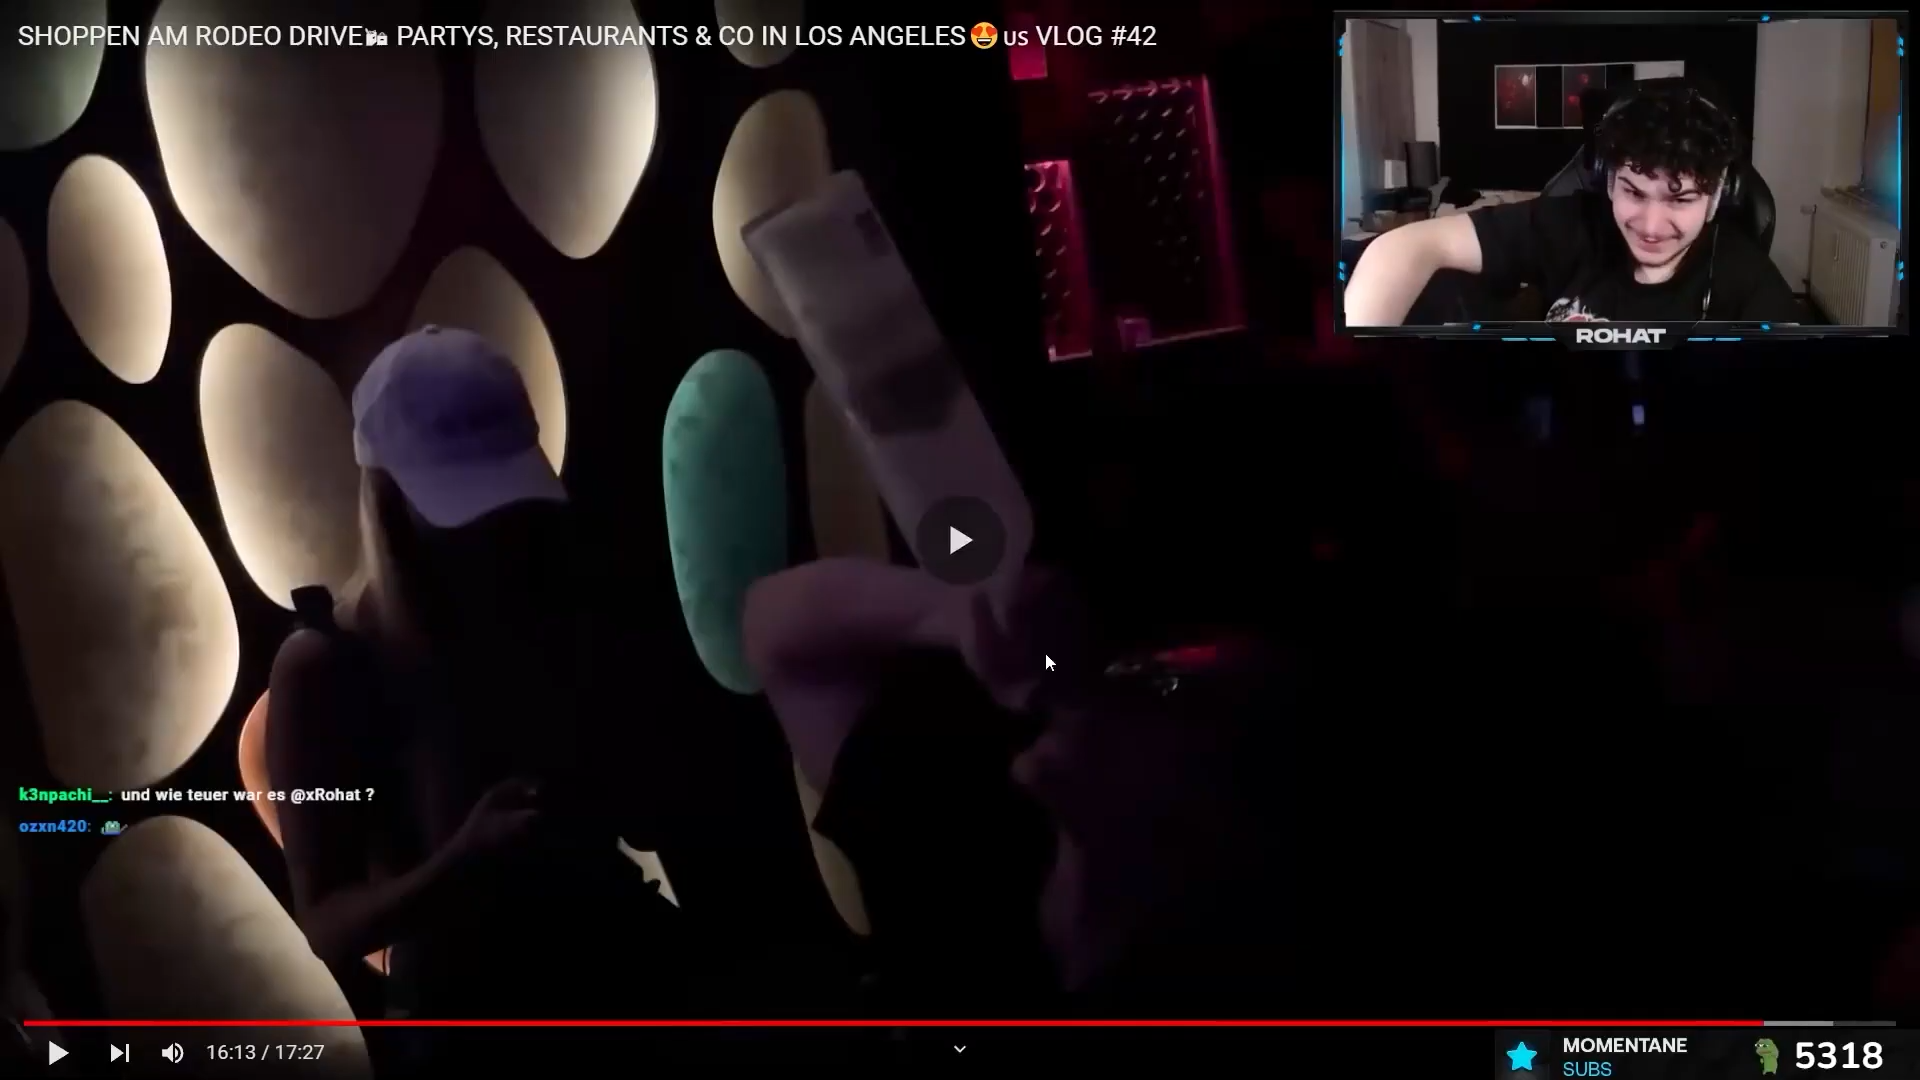 SHOPPEN AM RODEO DRIVE🛍 PARTYS, RESTAURANTS & CO IN LOS ANGELES😍us VLOG #42
ROHAT
k3npachi__: und wie teuer war es @xRohat ?
ozxn420:
16:13 / 17:27
MOMENTANE
SUBS
5318